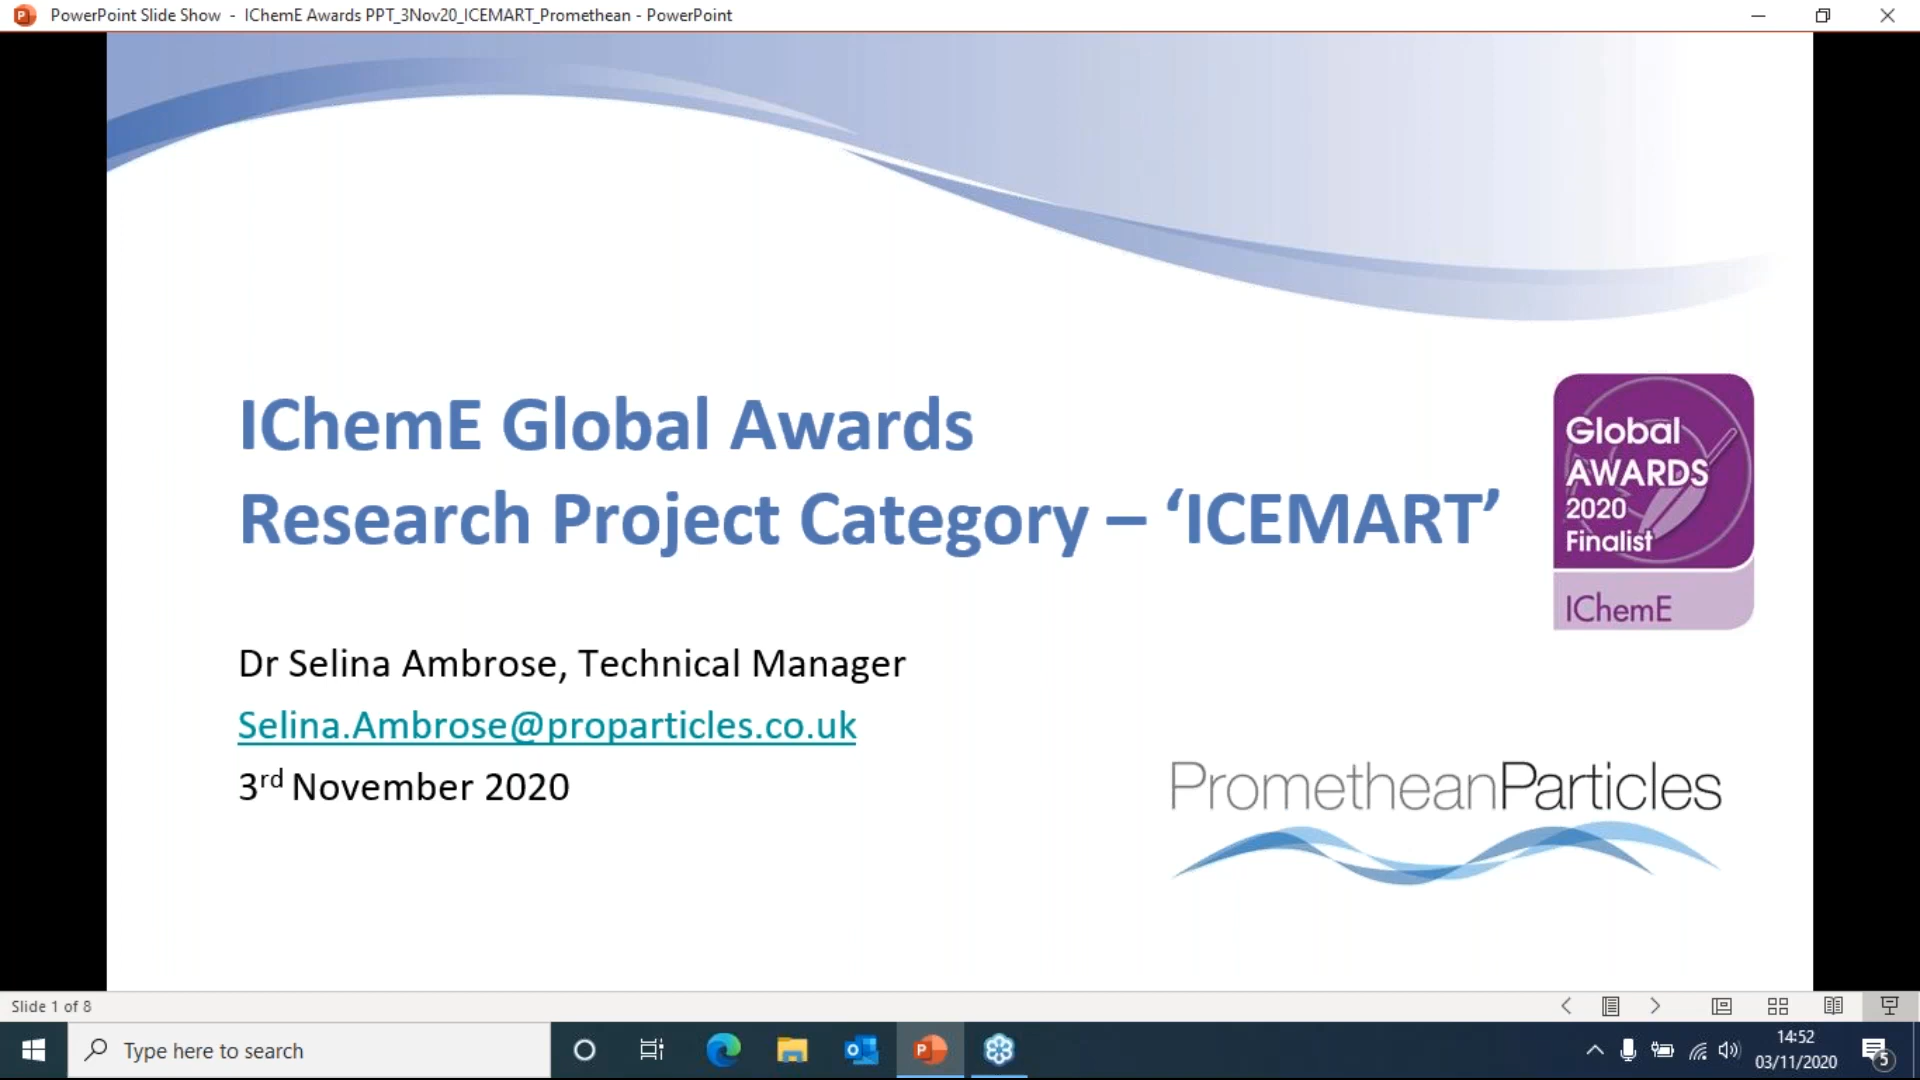 PowerPoint Slide Show - IChemE Awards PPT_3Nov20_ICEMART_Promethean - PowerPoint
IChemE Global Awards
Research Project Category – ‘ICEMART’
Global
AWARDS
2020
Finalist
IChemE
Dr Selina Ambrose, Technical Manager
Selina.Ambrose@proparticles.co.uk
3rd November 2020
PrometheanParticles
Slide 1 of 8
Type here to search
14:52
03/11/2020
5